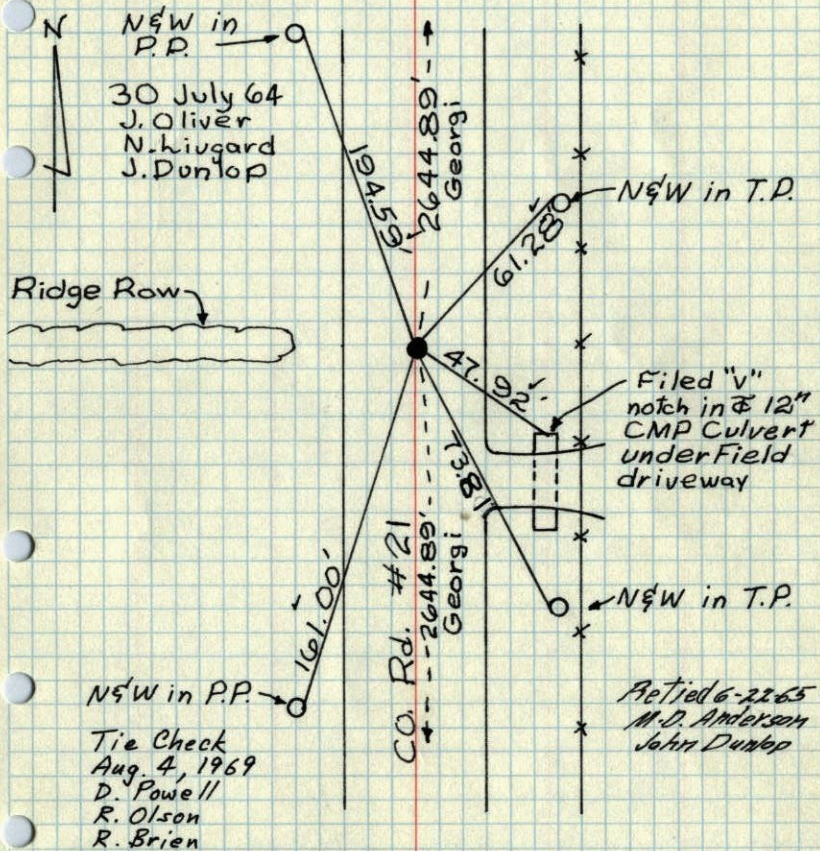 N
N&W in
P.P.
30 July 64
J. Oliver
N. Livgard
J. Dunlop
194.59'
2644.89'
Georgi
N&W in T.P.
61.28'
Ridge Row
47.92'
Filed "v"
notch in ℄ 12"
CMP Culvert
under Field
driveway
73.81'
CO. Rd. #21
2644.89'
Georgi
161.00'
N&W in T.P.
N&W in P.P.
Retied 6-22-65
M.D. Anderson
John Dunlop
Tie Check
Aug. 4, 1969
D. Powell
R. Olson
R. Brien